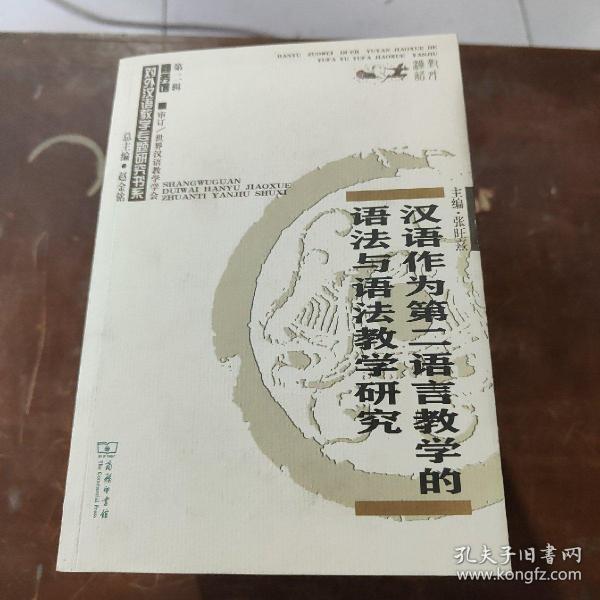 HANYU ZUOWEI DI-ER YUYAN JIAOXUE DE
YUFA YU YUFA JIAOXUE YANJIU
第二辑
商务馆
对外汉语教学专题研究书系
总主编·赵金铭
审订/世界汉语教学学会
SHANGWUGUAN
DUIWAI HANYU JIAOXUE
ZHUANTI YANJIU SHUXI
主编·张旺熹
汉语作为第二语言教学的
语法与语法教学研究
商务印书馆
The Commercial Press
孔夫子旧书网
www.kongfz.com